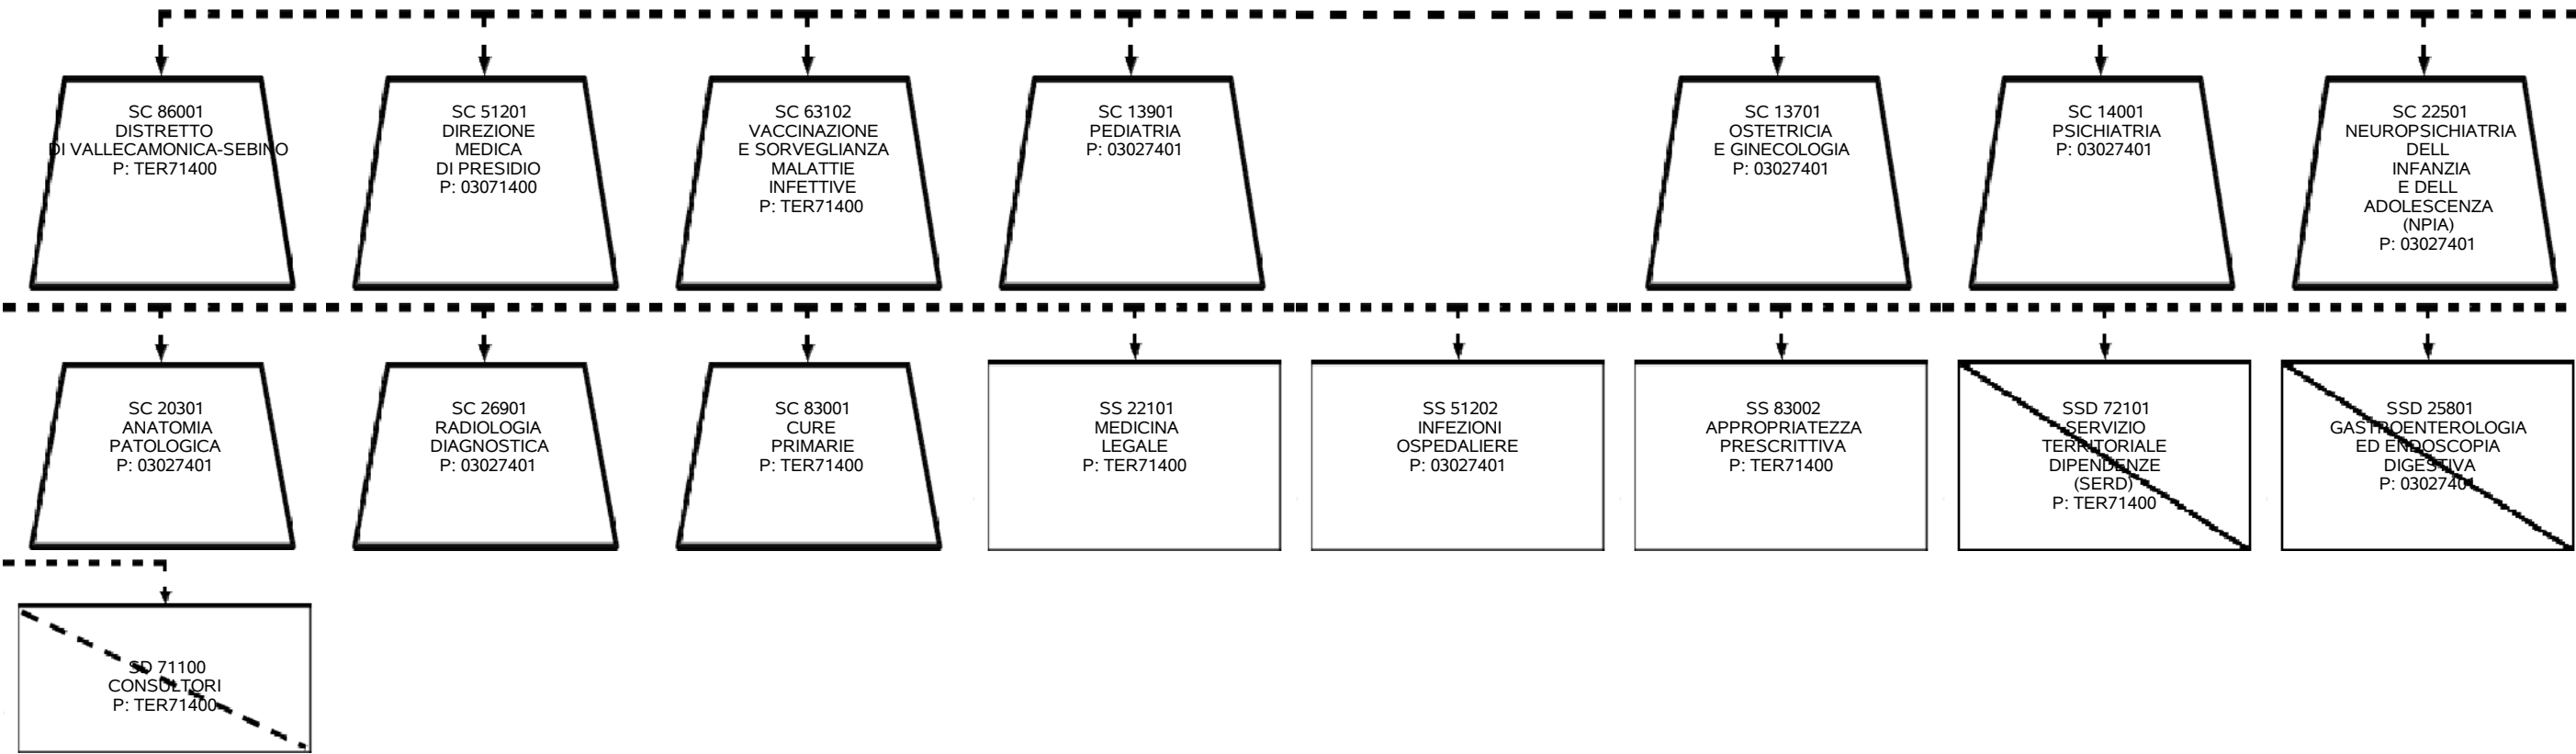 SC 86001
DISTRETTO
DI VALLECAMONICA-SEBINO
P: TER71400
SC 51201
DIREZIONE
MEDICA
DI PRESIDIO
P: 03071400
SC 63102
VACCINAZIONE
E SORVEGLIANZA
MALATTIE
INFETTIVE
P: TER71400
SC 13901
PEDIATRIA
P: 03027401
SC 13701
OSTETRICIA
E GINECOLOGIA
P: 03027401
SC 14001
PSICHIATRIA
P: 03027401
SC 22501
NEUROPSICHIATRIA
DELL
INFANZIA
E DELL
ADOLESCENZA
(NPIA)
P: 03027401
SC 20301
ANATOMIA
PATOLOGICA
P: 03027401
SC 26901
RADIOLOGIA
DIAGNOSTICA
P: 03027401
SC 83001
CURE
PRIMARIE
P: TER71400
SS 22101
MEDICINA
LEGALE
P: TER71400
SS 51202
INFEZIONI
OSPEDALIERE
P: 03027401
SS 83002
APPROPRIATEZZA
PRESCRITTIVA
P: TER71400
SSD 72101
SERVIZIO
TERRITORIALE
DIPENDENZE
(SERD)
P: TER71400
SSD 25801
GASTROENTEROLOGIA
ED ENDOSCOPIA
DIGESTIVA
P: 03027401
SD 71100
CONSULTORI
P: TER71400